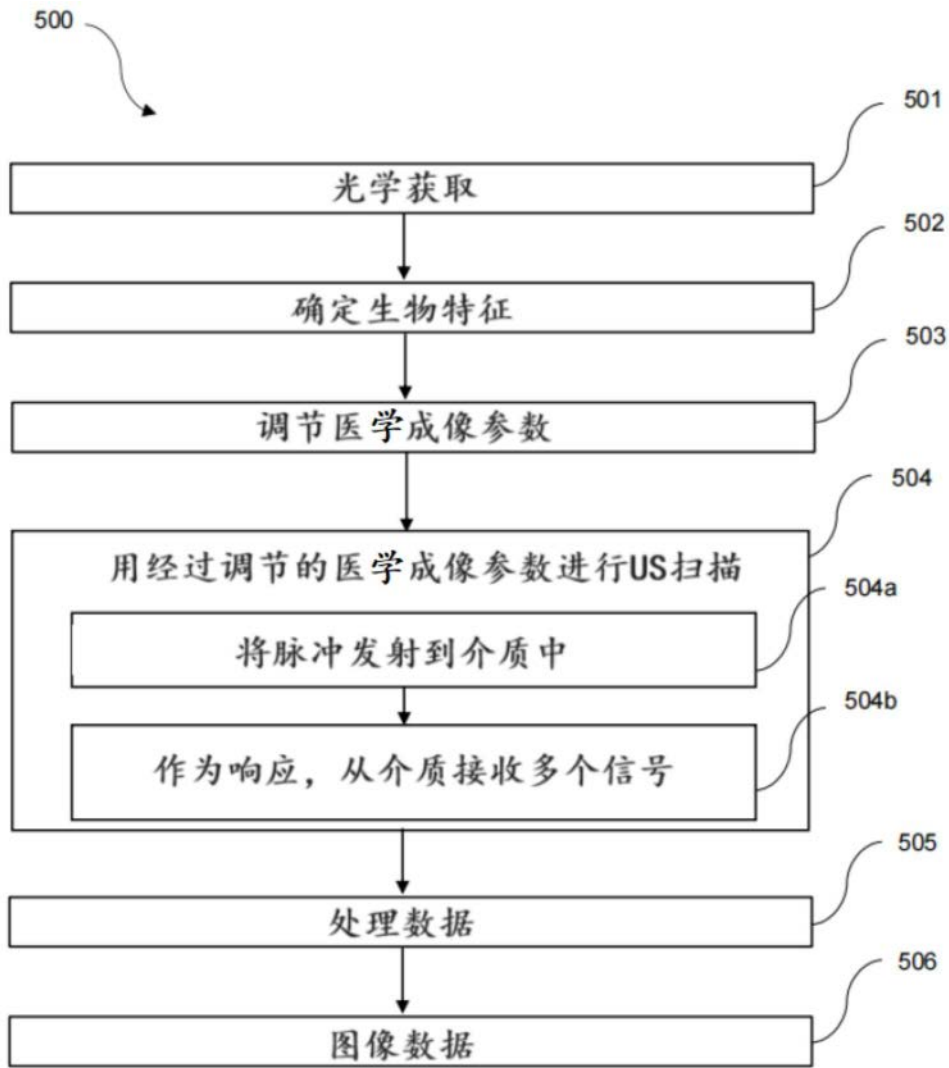 500
501
光学获取
502
确定生物特征
503
调节医学成像参数
504
用经过调节的医学成像参数进行US扫描
504a
将脉冲发射到介质中
504b
作为响应，从介质接收多个信号
505
处理数据
506
图像数据